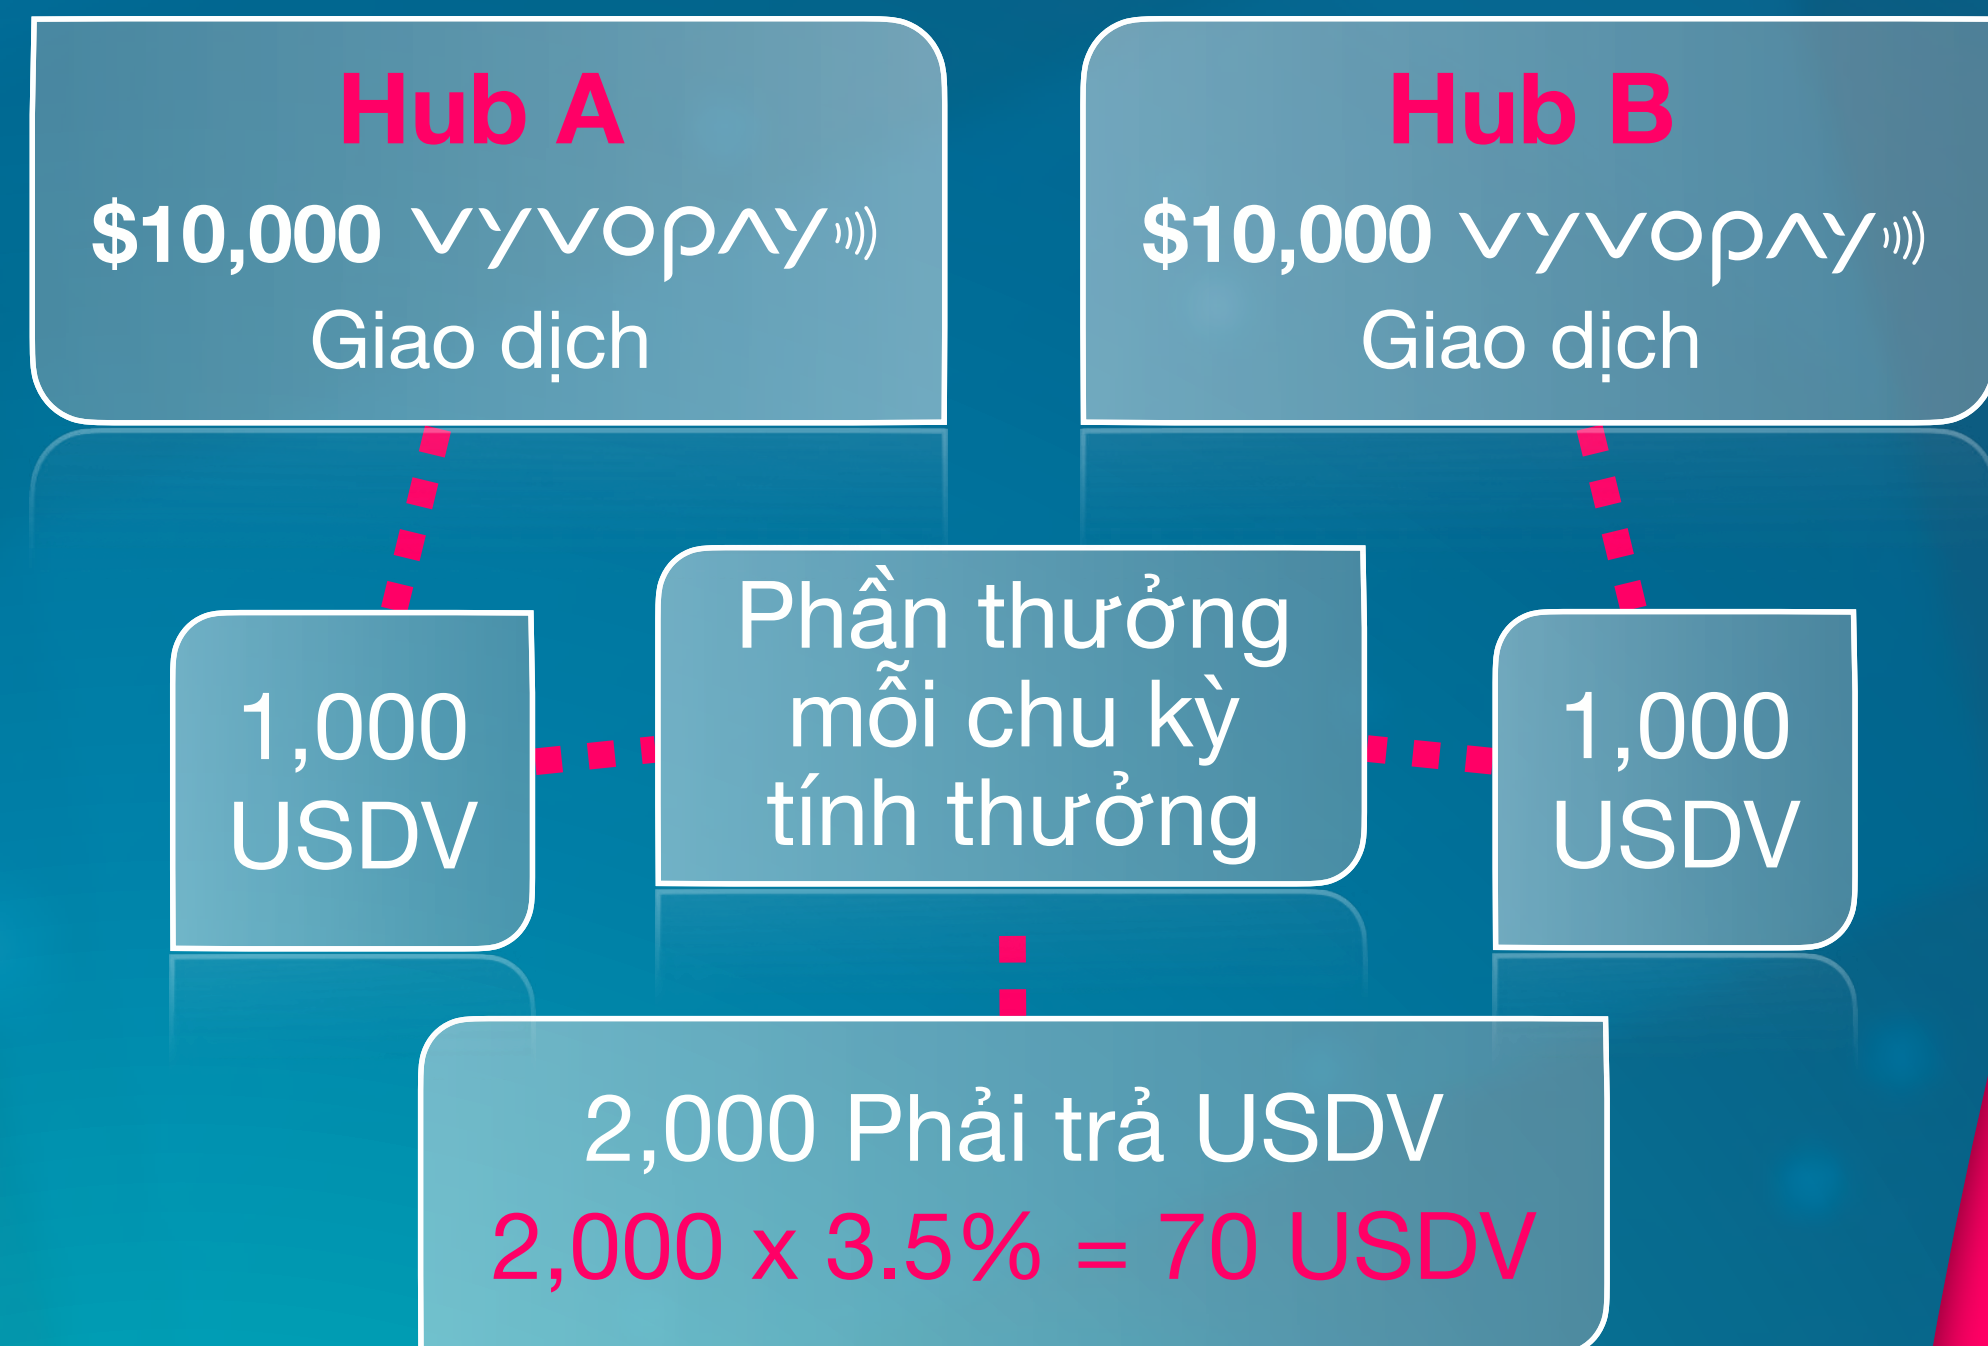 Hub A
$10,000 vyvopay
Giao dịch
Hub B
$10,000 vyvopay
Giao dịch
1,000
USDV
Phần thưởng
mỗi chu kỳ
tính thưởng
1,000
USDV
2,000 Phải trả USDV
2,000 x 3.5% = 70 USDV